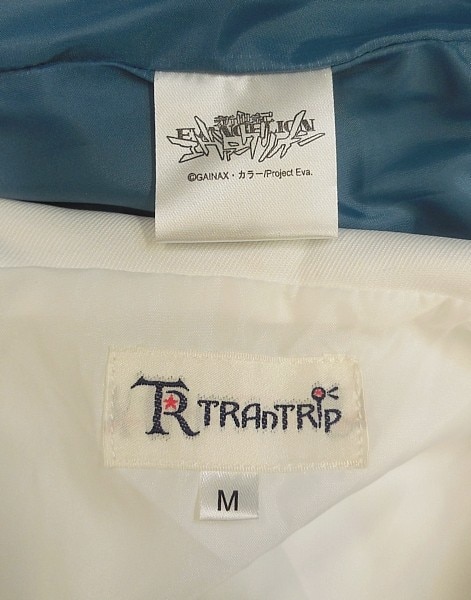 EVANGELION
©GAINAX・カラー/Project Eva.
TR TRAnTRip
M